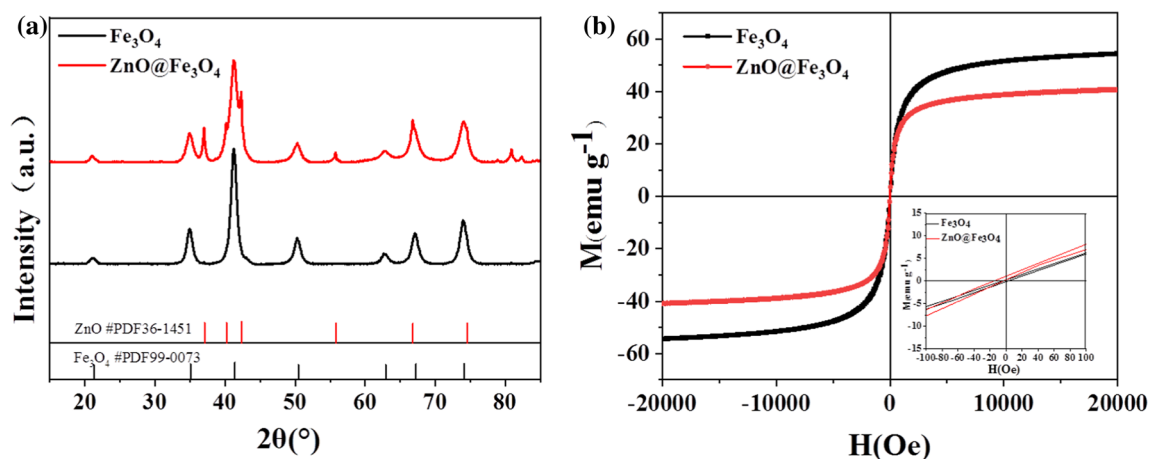 (a)
Fe₃O₄
ZnO@Fe₃O₄
Intensity (a.u.)
ZnO #PDF36-1451
Fe₃O₄ #PDF99-0073
20 30 40 50 60 70 80
2θ(°)
(b)
Fe₃O₄
ZnO@Fe₃O₄
M(emu g⁻¹)
60
40
20
0
-20
-40
-60
-20000 -10000 0 10000 20000
H(Oe)
Fe₃O₄
ZnO@Fe₃O₄
M(emu g⁻¹)
15
10
5
0
-5
-10
-15
-100 -80 -60 -40 -20 0 20 40 60 80 100
H(Oe)